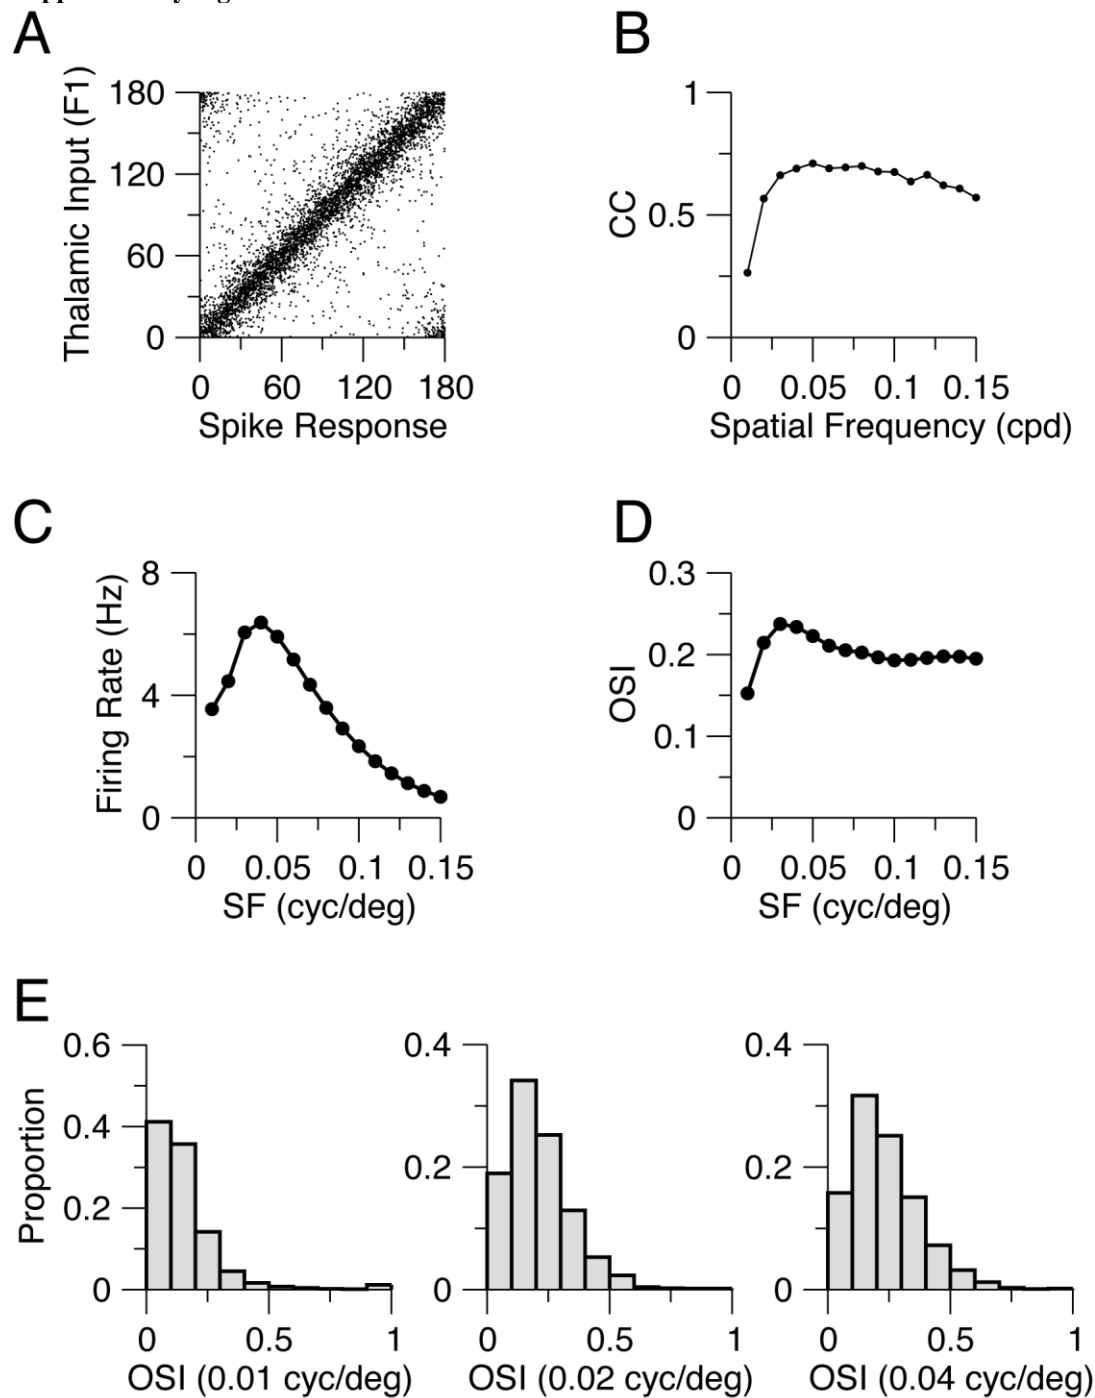 A
B
Thalamic Input (F1)
180
120
60
0
0 60 120 180
Spike Response
CC
1
0.5
0
0 0.05 0.1 0.15
Spatial Frequency (cpd)
C
D
Firing Rate (Hz)
8
4
0
0 0.05 0.1 0.15
SF (cyc/deg)
OSI
0.3
0.2
0.1
0
0 0.05 0.1 0.15
SF (cyc/deg)
E
Proportion
0.6
0.4
0.2
0
0 0.5 1
OSI (0.01 cyc/deg)
0.4
0.2
0
0 0.5 1
OSI (0.02 cyc/deg)
0.4
0.2
0
0 0.5 1
OSI (0.04 cyc/deg)